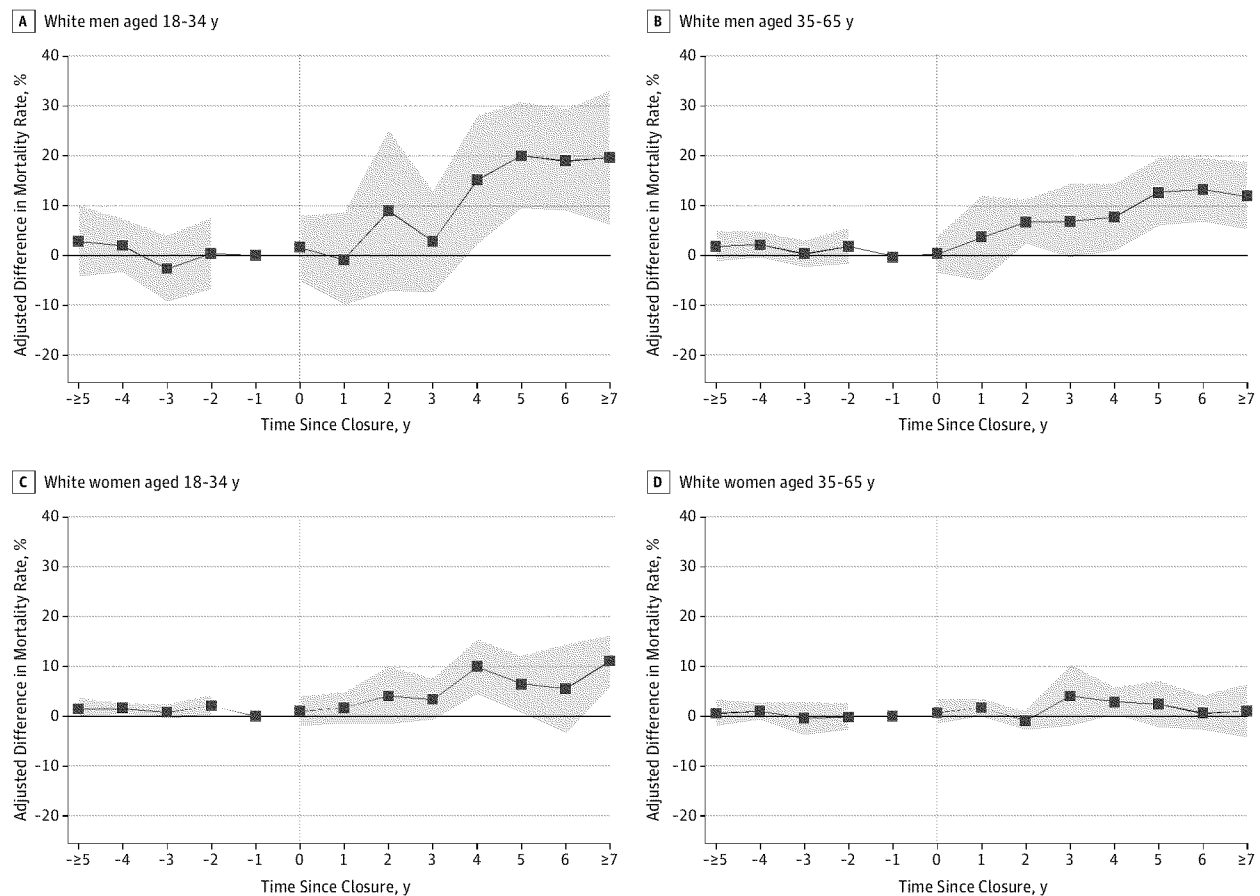 A White men aged 18-34 y
Adjusted Difference in Mortality Rate, %
40
30
20
10
0
-10
-20
-≥5 -4 -3 -2 -1 0 1 2 3 4 5 6 ≥7
Time Since Closure, y
B White men aged 35-65 y
Adjusted Difference in Mortality Rate, %
40
30
20
10
0
-10
-20
-≥5 -4 -3 -2 -1 0 1 2 3 4 5 6 ≥7
Time Since Closure, y
C White women aged 18-34 y
Adjusted Difference in Mortality Rate, %
40
30
20
10
0
-10
-20
-≥5 -4 -3 -2 -1 0 1 2 3 4 5 6 ≥7
Time Since Closure, y
D White women aged 35-65 y
Adjusted Difference in Mortality Rate, %
40
30
20
10
0
-10
-20
-≥5 -4 -3 -2 -1 0 1 2 3 4 5 6 ≥7
Time Since Closure, y